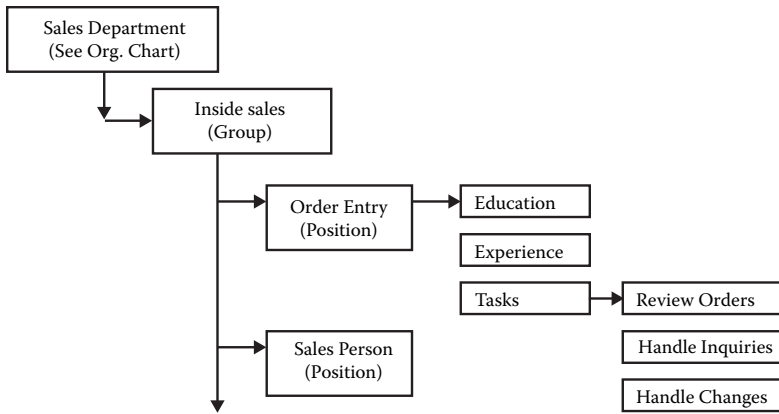 Sales Department
(See Org. Chart)
Inside sales
(Group)
Order Entry
(Position)
Education
Experience
Tasks
Review Orders
Handle Inquiries
Handle Changes
Sales Person
(Position)